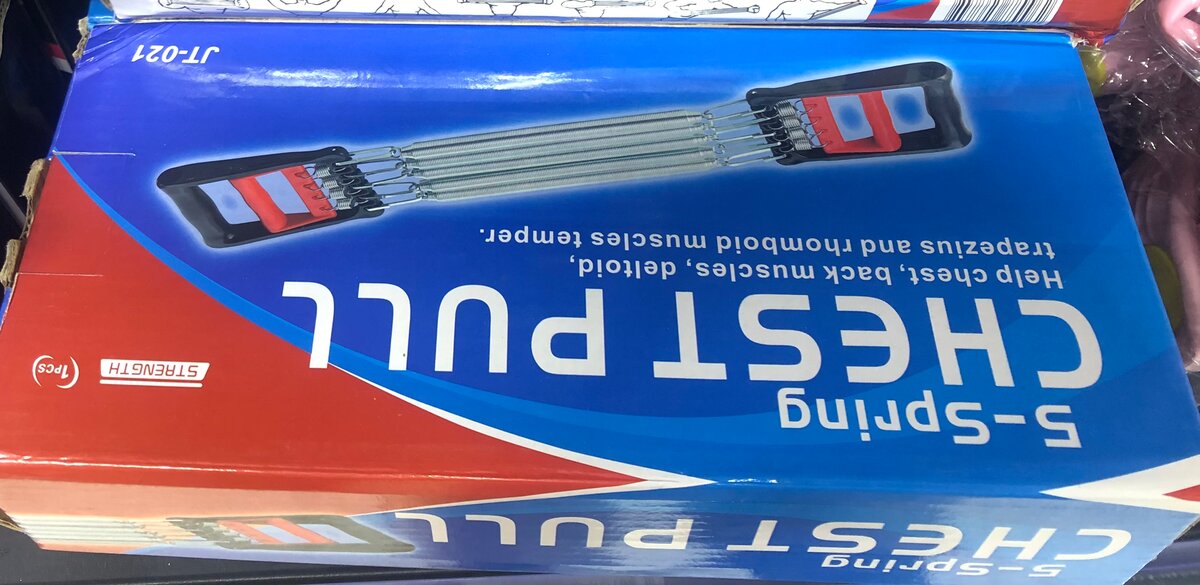 5-Spring
CHEST PULL
Help chest, back muscles, deltoid,
trapezius and rhomboid muscles temper.
STRENGTH
(1PCS)
JT-021
5-Spring
CHEST PULL